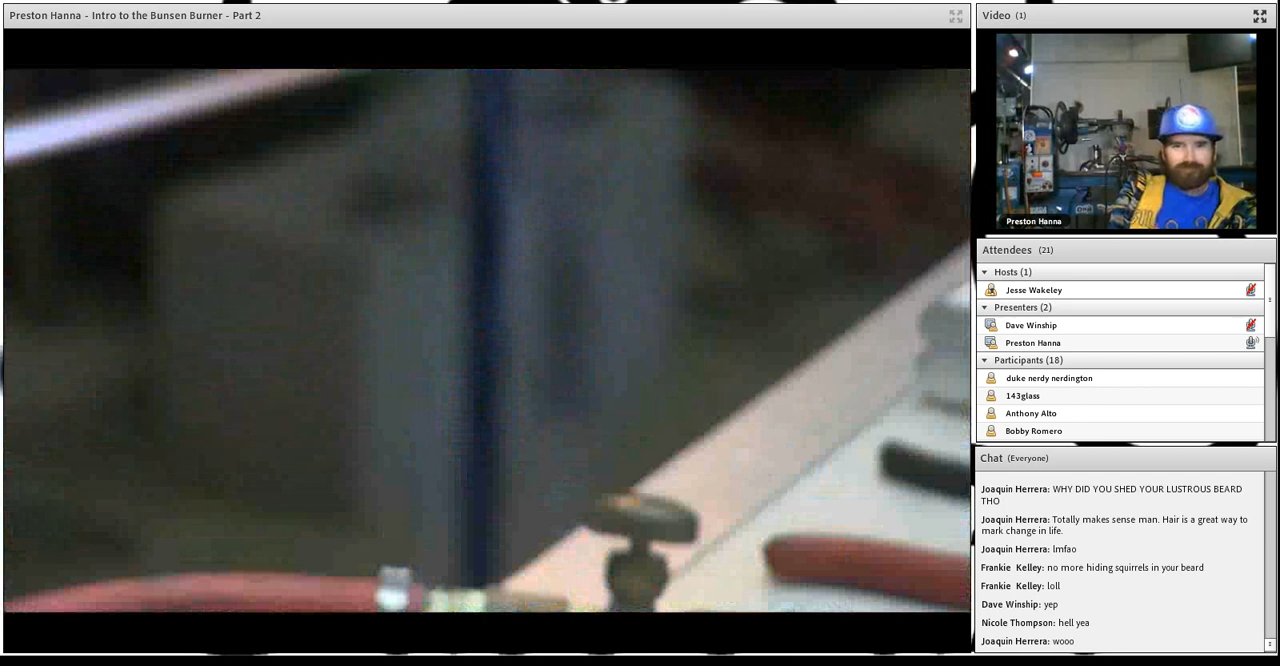 Preston Hanna - Intro to the Bunsen Burner - Part 2
Video (1)
Preston Hanna
Attendees (21)
Hosts (1)
Jesse Wakeley
Presenters (2)
Dave Winship
Preston Hanna
Participants (18)
duke nerdy nerdington
143glass
Anthony Alto
Bobby Romero
Chat (Everyone)
Joaquin Herrera: WHY DID YOU SHED YOUR LUSTROUS BEARD
THO
Joaquin Herrera: Totally makes sense man. Hair is a great way to
mark change in life.
Joaquin Herrera: lmfao
Frankie Kelley: no more hiding squirrels in your beard
Frankie Kelley: loll
Dave Winship: yep
Nicole Thompson: hell yea
Joaquin Herrera: wooo